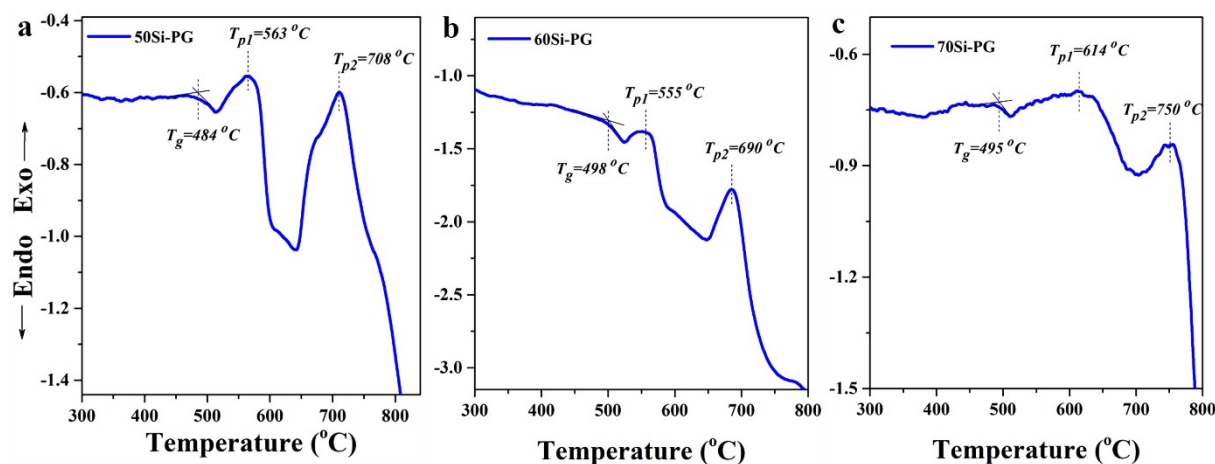 a
50Si-PG
Tp1=563 °C
Tp2=708 °C
Tg=484 °C
← Endo Exo →
-0.4
-0.6
-0.8
-1.0
-1.2
-1.4
300 400 500 600 700 800
Temperature (°C)
b
60Si-PG
Tp1=555 °C
Tp2=690 °C
Tg=498 °C
-1.0
-1.5
-2.0
-2.5
-3.0
300 400 500 600 700 800
Temperature (°C)
c
70Si-PG
Tp1=614 °C
Tp2=750 °C
Tg=495 °C
-0.6
-0.9
-1.2
-1.5
300 400 500 600 700 800
Temperature (°C)